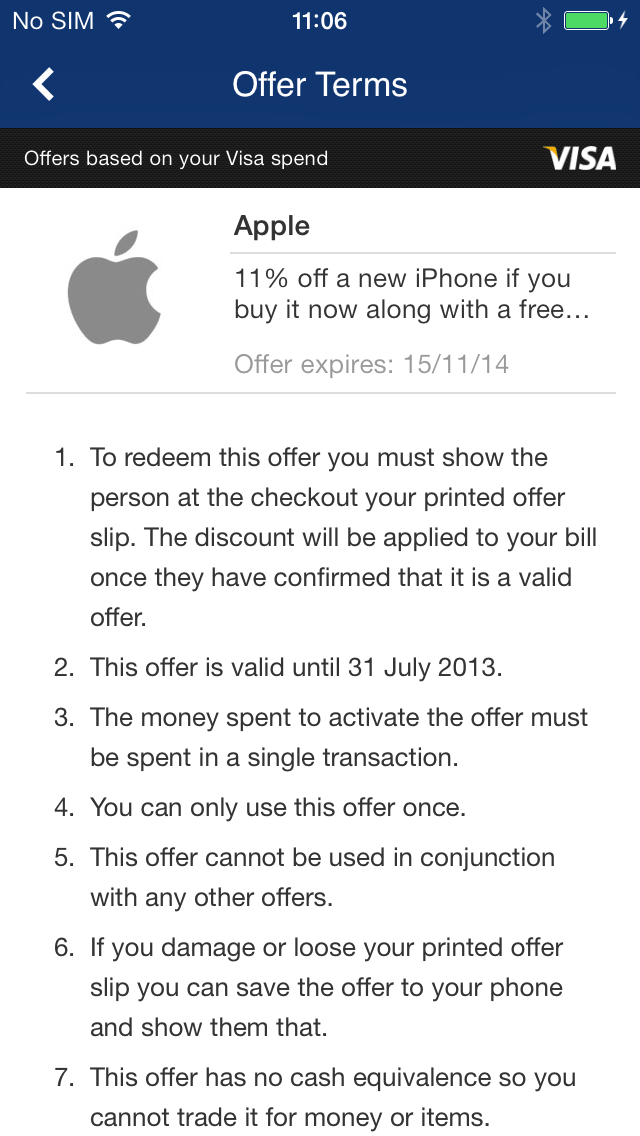 No SIM 11:06
Offer Terms
Offers based on your Visa spend VISA
Apple
11% off a new iPhone if you
buy it now along with a free...
Offer expires: 15/11/14
1. To redeem this offer you must show the
person at the checkout your printed offer
slip. The discount will be applied to your bill
once they have confirmed that it is a valid
offer.
2. This offer is valid until 31 July 2013.
3. The money spent to activate the offer must
be spent in a single transaction.
4. You can only use this offer once.
5. This offer cannot be used in conjunction
with any other offers.
6. If you damage or loose your printed offer
slip you can save the offer to your phone
and show them that.
7. This offer has no cash equivalence so you
cannot trade it for money or items.